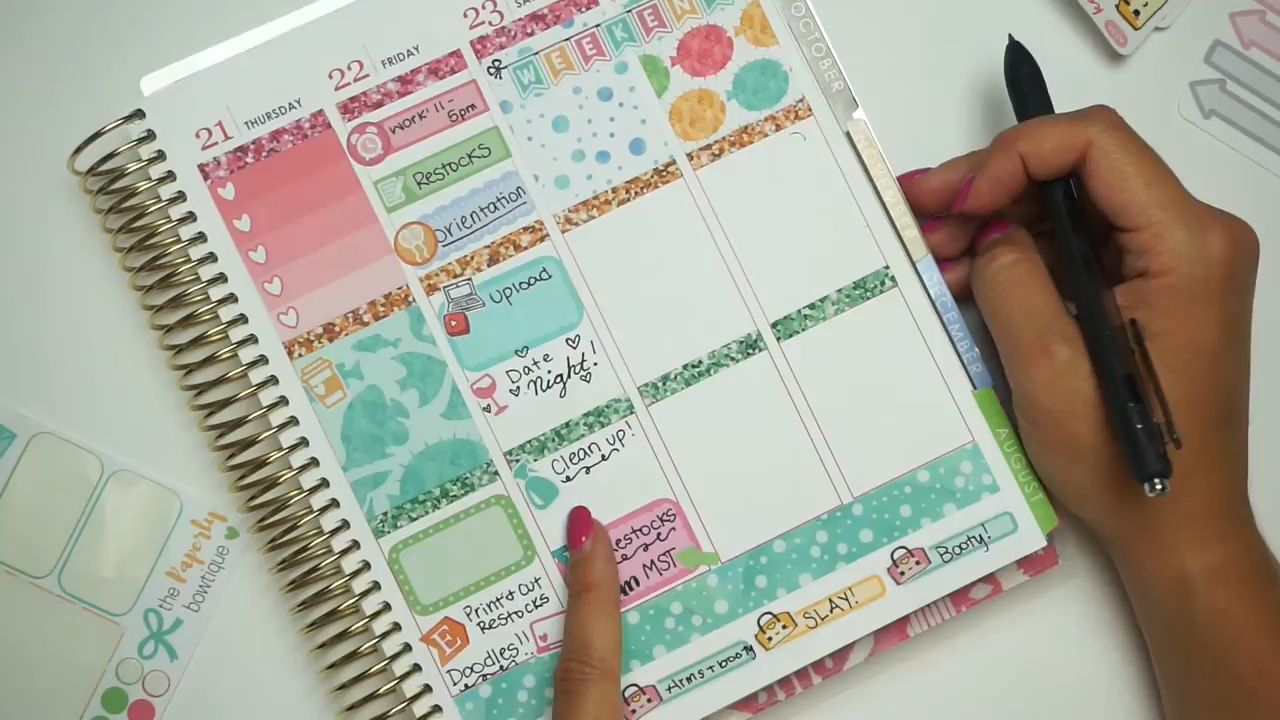 21 THURSDAY
22 FRIDAY
23
WEEKEND
work 11-
5pm
Restocks
Orientation
Upload
Date
Night!
Clean up!
Restocks
MST
Print + Cut
Restocks
E
Doodles!!
Arms + booty
SLAY!
Booty!
OCTOBER
NOVEMBER
DECEMBER
AUGUST
the Paperly
bowtique